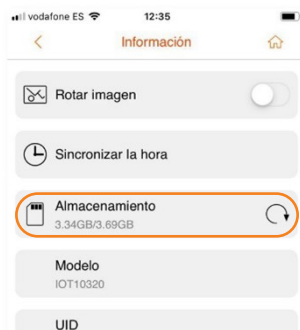 vodafone ES 12:35
Información
Rotar imagen
Sincronizar la hora
Almacenamiento
3.34GB/3.69GB
Modelo
IOT10320
UID